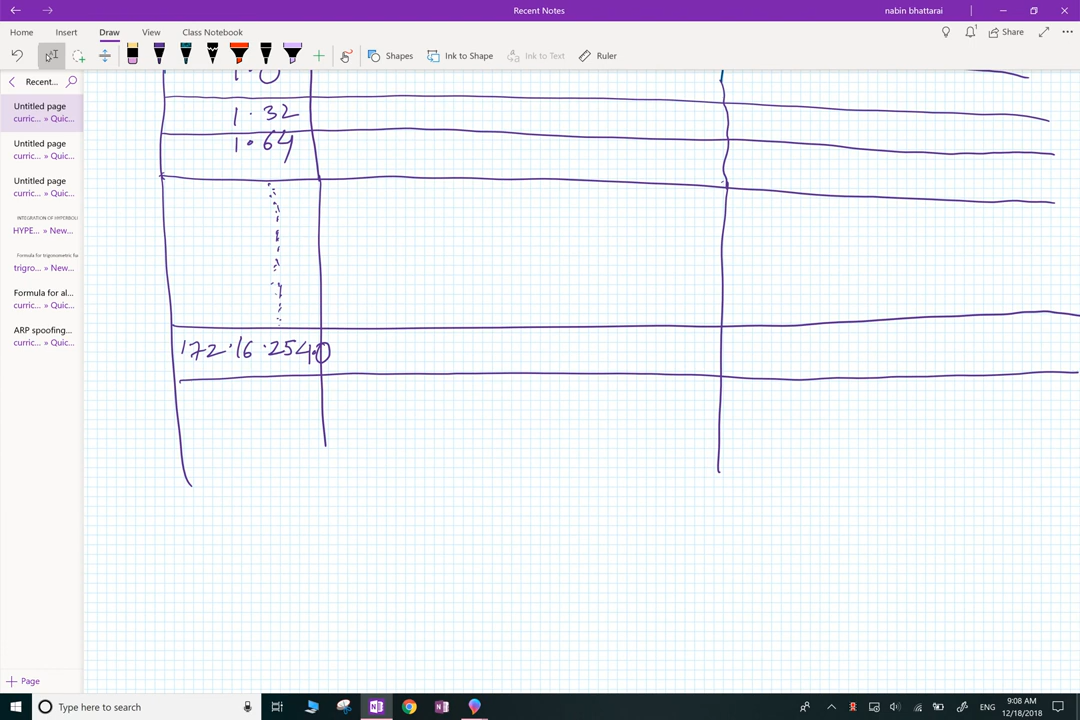 Recent Notes
nabin bhattarai
Home Insert Draw View Class Notebook
Share
Shapes Ink to Shape Ink to Text Ruler
Recent...
Untitled page
curric... » Quic...
Untitled page
curric... » Quic...
Untitled page
curric... » Quic...
INTEGRATION OF HYPERBOL
HYPE... » New...
Formula for trigonometric fu
trigro... » New...
Formula for al...
curric... » Quic...
ARP spoofing...
curric... » Quic...
Page
1.0
1.32
1.64
172.16.254.0
Type here to search
ENG
9:08 AM
12/18/2018